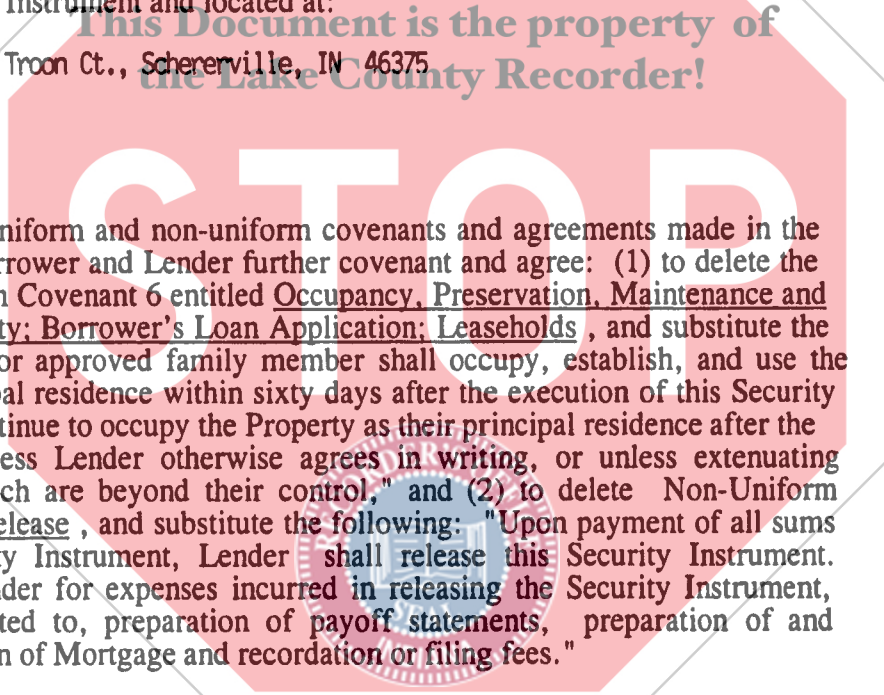 Instrument and located at:
This Document is the property of
Troon Ct., Schererville, IN 46375
the Lake County Recorder!
STOP
niform and non-uniform covenants and agreements made in the
rrower and Lender further covenant and agree: (1) to delete the
n Covenant 6 entitled Occupancy, Preservation, Maintenance and
ty; Borrower's Loan Application; Leaseholds , and substitute the
or approved family member shall occupy, establish, and use the
al residence within sixty days after the execution of this Security
tinue to occupy the Property as their principal residence after the
ess Lender otherwise agrees in writing, or unless extenuating
ch are beyond their control," and (2) to delete Non-Uniform
elease , and substitute the following: "Upon payment of all sums
ty Instrument, Lender shall release this Security Instrument.
der for expenses incurred in releasing the Security Instrument,
ted to, preparation of payoff statements, preparation of and
n of Mortgage and recordation or filing fees."
SEAL
INDIANA